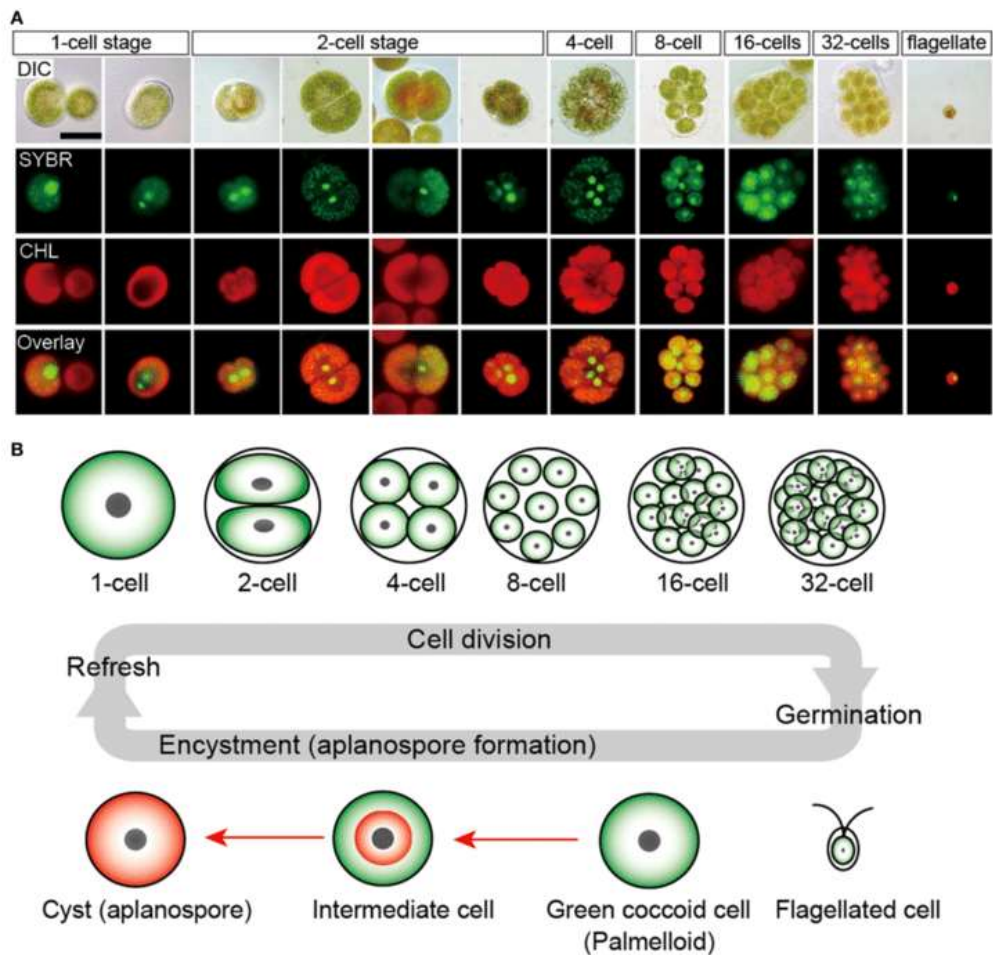 A
1-cell stage 2-cell stage 4-cell 8-cell 16-cells 32-cells flagellate
DIC
SYBR
CHL
Overlay
B
1-cell 2-cell 4-cell 8-cell 16-cell 32-cell
Cell division
Refresh
Germination
Encystment (aplanospore formation)
Cyst (aplanospore) Intermediate cell Green coccoid cell Flagellated cell
(Palmelloid)